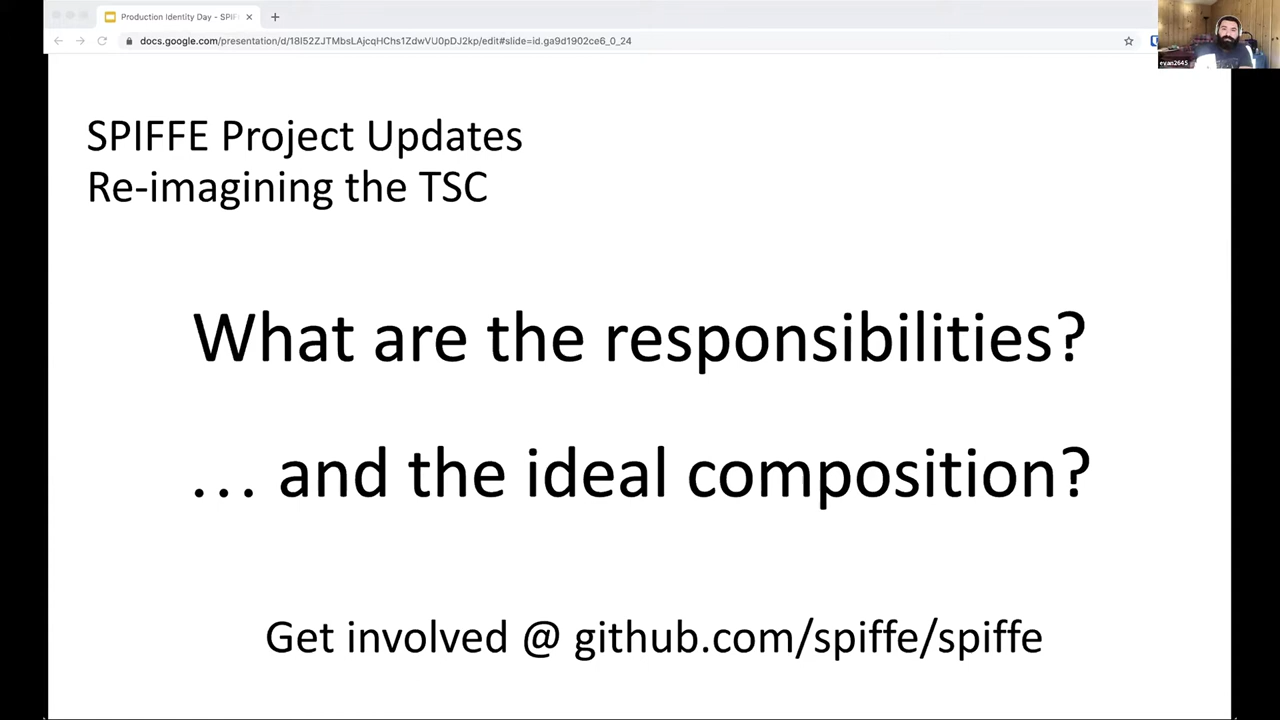 Production Identity Day - SPIF
docs.google.com/presentation/d/18I52ZJTMbsLAjcqHChs1ZdwVU0pDJ2kp/edit#slide=id.ga9d1902ce6_0_24
evan2645
SPIFFE Project Updates
Re-imagining the TSC
What are the responsibilities?
… and the ideal composition?
Get involved @ github.com/spiffe/spiffe